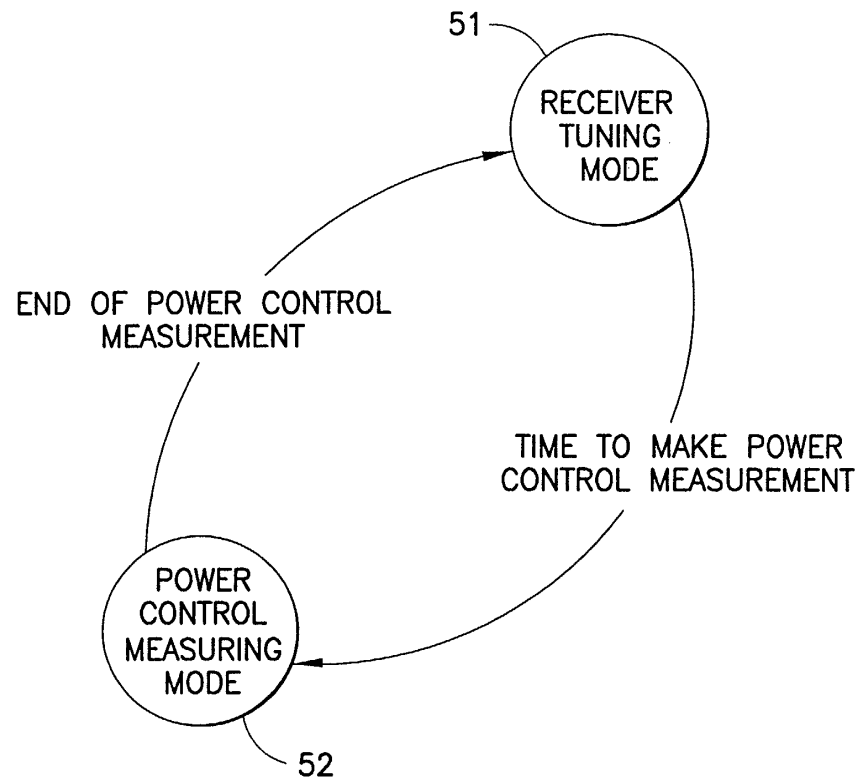 51
RECEIVER
TUNING
MODE
END OF POWER CONTROL
MEASUREMENT
TIME TO MAKE POWER
CONTROL MEASUREMENT
POWER
CONTROL
MEASURING
MODE
52